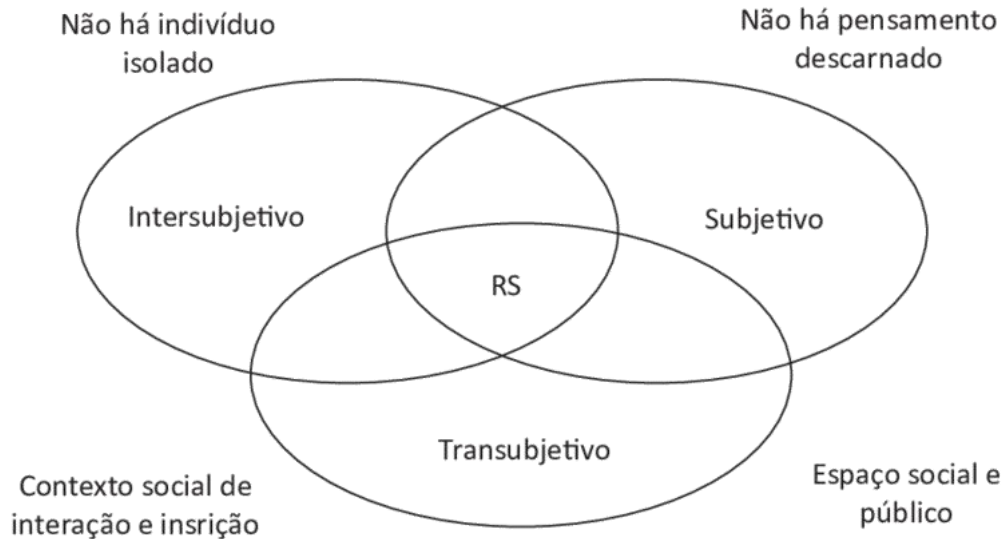 Não há indivíduo
isolado
Não há pensamento
descarnado
Intersubjetivo
Subjetivo
RS
Transubjetivo
Contexto social de
interação e insrição
Espaço social e
público